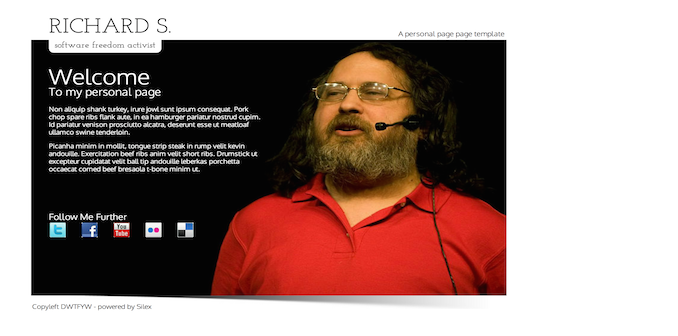 RICHARD S.
A personal page page template
software freedom activist
Welcome
To my personal page
Non aliquip shank turkey, irure jowl sunt ipsum consequat. Pork
chop spare ribs flank aute, in ea hamburger pariatur nostrud cupim.
Id pariatur venison prosciutto alcatra, deserunt esse ut meatloaf
ullamco swine tenderloin.
Picanha minim in mollit, tongue strip steak in rump velit kevin
andouille. Exercitation beef ribs anim velit short ribs. Drumstick ut
excepteur cupidatat velit ball tip andouille leberkas porchetta
occaecat corned beef bresaola t-bone minim ut.
Follow Me Further
t f You Tube
Copyleft DWTFYW - powered by Silex